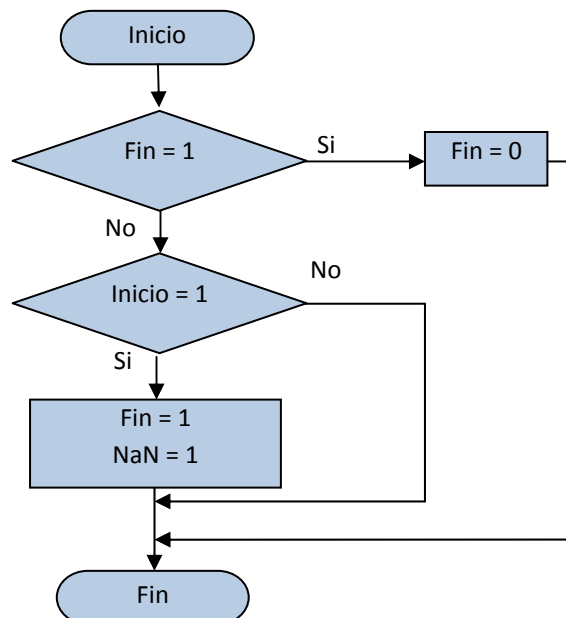 Inicio
Fin = 1
Si
Fin = 0
No
Inicio = 1
No
Si
Fin = 1
NaN = 1
Fin